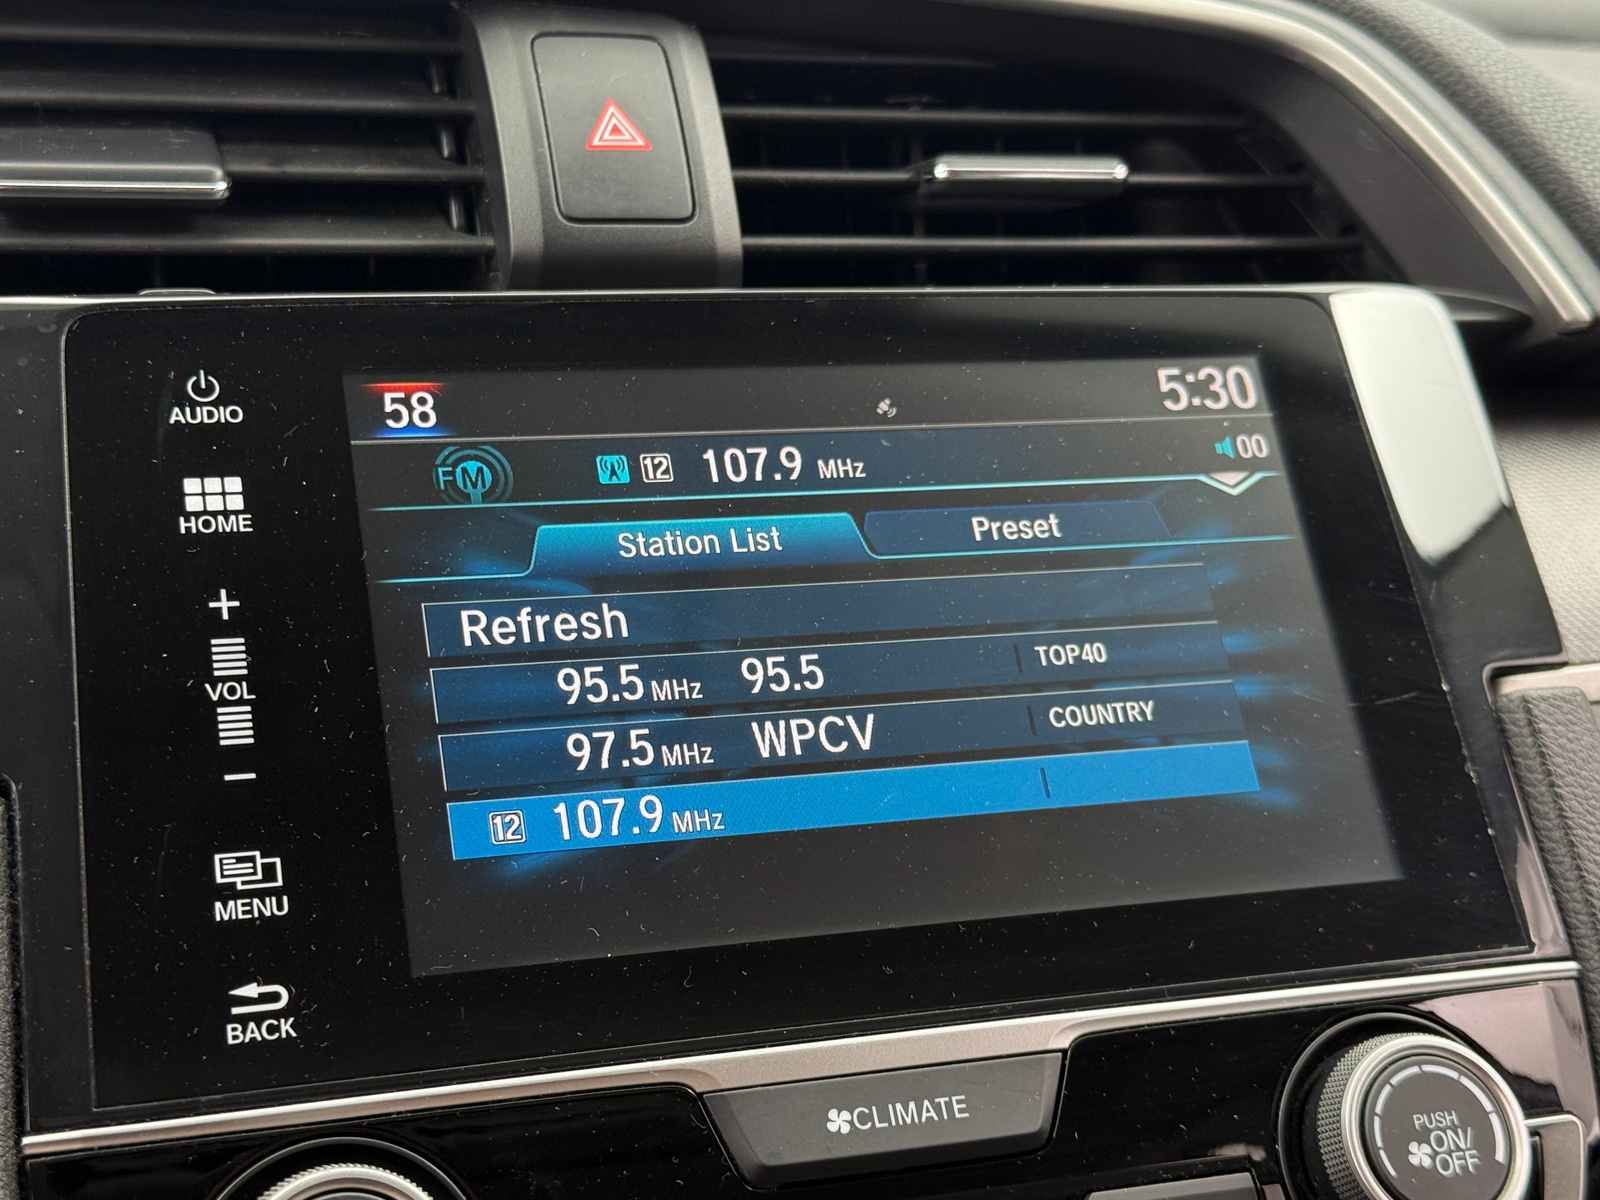 AUDIO
HOME
+
VOL
−
MENU
BACK
58
5:30
FM
12 107.9 MHz
00
Station List
Preset
Refresh
95.5 MHz 95.5 TOP40
97.5 MHz WPCV COUNTRY
12 107.9 MHz
CLIMATE
PUSH
ON/
OFF